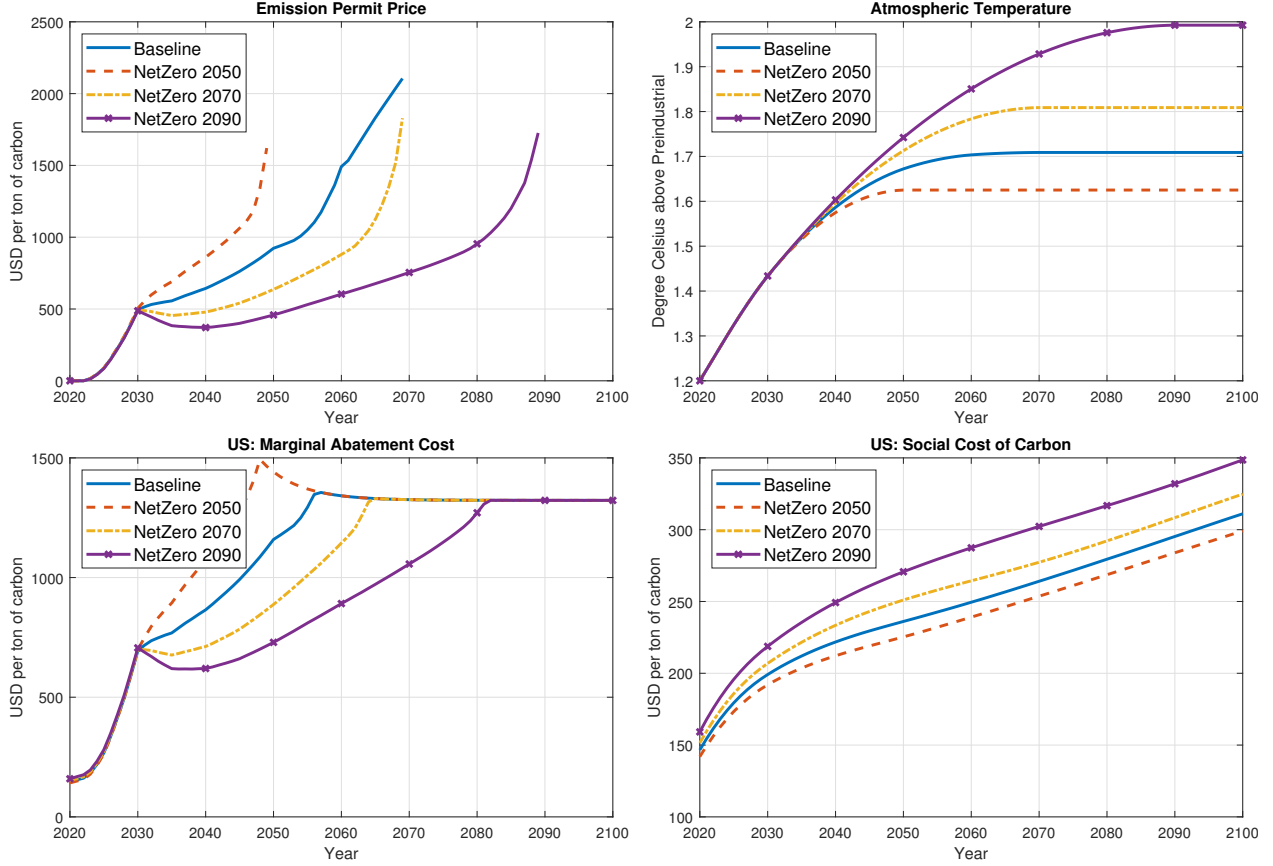 Emission Permit Price
USD per ton of carbon
2500
2000
1500
1000
500
0
Baseline
NetZero 2050
NetZero 2070
NetZero 2090
2020 2030 2040 2050 2060 2070 2080 2090 2100
Year
Atmospheric Temperature
Degree Celsius above Preindustrial
2
1.9
1.8
1.7
1.6
1.5
1.4
1.3
1.2
Baseline
NetZero 2050
NetZero 2070
NetZero 2090
2020 2030 2040 2050 2060 2070 2080 2090 2100
Year
US: Marginal Abatement Cost
USD per ton of carbon
1500
1000
500
0
Baseline
NetZero 2050
NetZero 2070
NetZero 2090
2020 2030 2040 2050 2060 2070 2080 2090 2100
Year
US: Social Cost of Carbon
USD per ton of carbon
350
300
250
200
150
100
Baseline
NetZero 2050
NetZero 2070
NetZero 2090
2020 2030 2040 2050 2060 2070 2080 2090 2100
Year